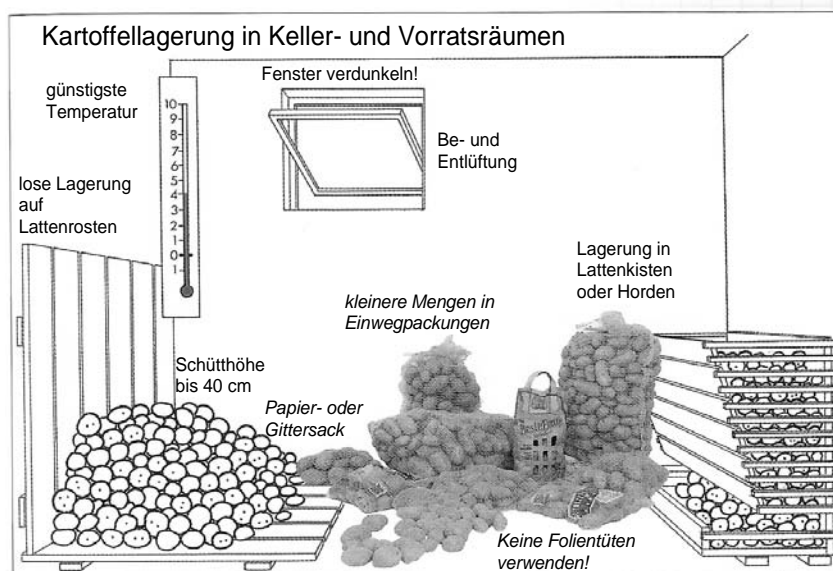 Kartoffellagerung in Keller- und Vorratsräumen
günstigste
Temperatur
Fenster verdunkeln!
10
9
8
7
6
5
4
3
2
1
0
1
Be- und
Entlüftung
lose Lagerung
auf
Lattenrosten
Lagerung in
Lattenkisten
oder Horden
kleinere Mengen in
Einwegpackungen
Schütthöhe
bis 40 cm
Papier- oder
Gittersack
Keine Folientüten
verwenden!